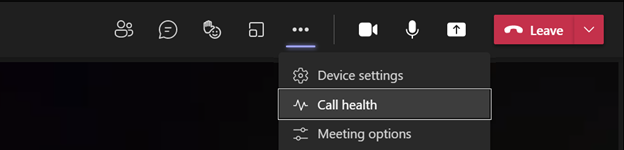 Leave
Device settings
Call health
Meeting options